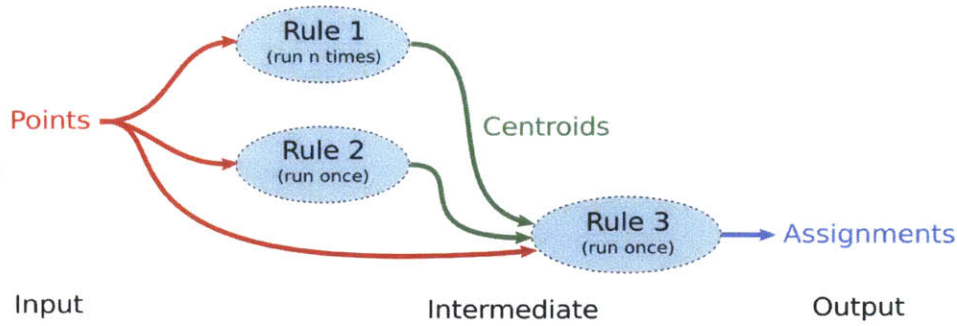 Rule 1
(run n times)
Points
Centroids
Rule 2
(run once)
Rule 3
(run once)
Assignments
Input
Intermediate
Output